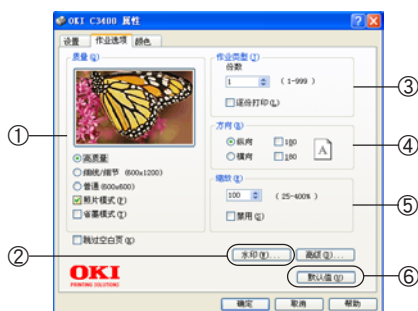 OKI C3400 属性
设置 作业选项 颜色
质量(Q)
高质量
细线/细节 (600x1200)
普通(600x600)
照片模式(P)
省墨模式(T)
跳过空白页(B)
作业类型(J)
份数
1 (1-999 )
逐份打印(L)
方向(R)
纵向 180
横向 180
A
缩放(F)
100 (25-400% )
禁用(G)
水印(W)... 高级(D)...
默认值(U)
OKI
PRINTING SOLUTIONS
确定 取消 帮助
①
②
③
④
⑤
⑥